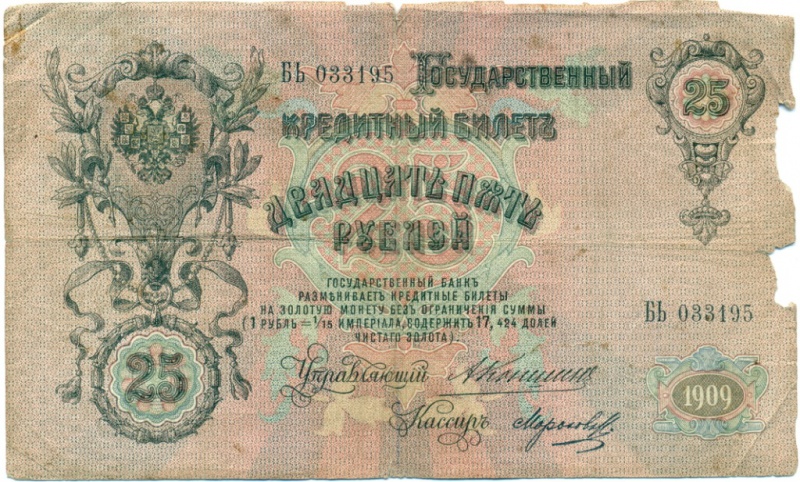 БЬ 033195 Государственный
25
Кредитный Билетъ
Двадцать пять
рублей
ГОСУДАРСТВЕННЫЙ БАНКЪ
РАЗМѢНИВАЕТЪ КРЕДИТНЫЕ БИЛЕТЫ
НА ЗОЛОТУЮ МОНЕТУ БЕЗЪ ОГРАНИЧЕНІЯ СУММЫ
(1 РУБЛЬ = 1/15 ИМПЕРІАЛА, СОДЕРЖИТЪ 17, 424 ДОЛЕЙ
ЧИСТАГО ЗОЛОТА).
БЬ 033195
25
Управляющій
1909
Кассиръ